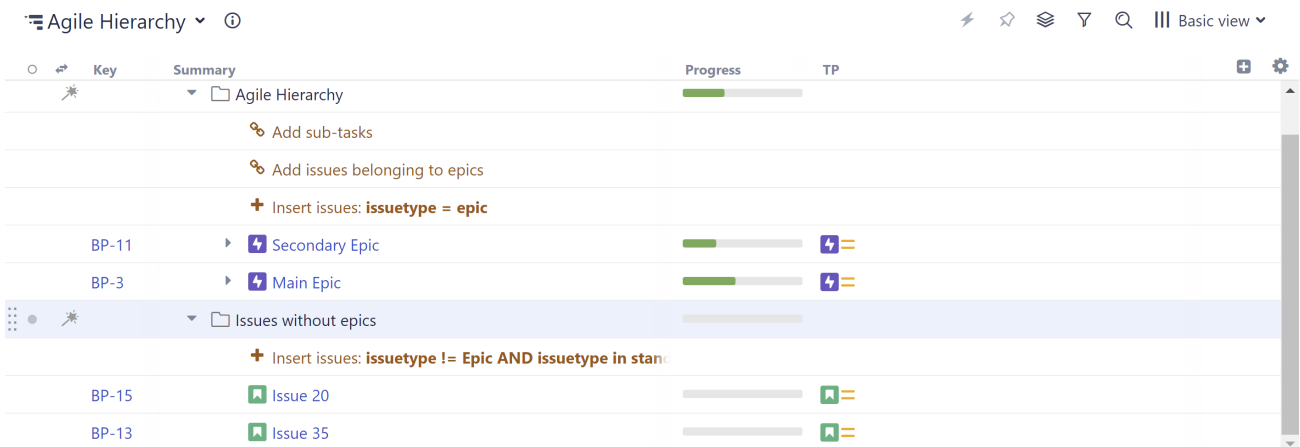 Agile Hierarchy
Basic view
Key Summary Progress TP
Agile Hierarchy
Add sub-tasks
Add issues belonging to epics
Insert issues: issuetype = epic
BP-11 Secondary Epic
BP-3 Main Epic
Issues without epics
Insert issues: issuetype != Epic AND issuetype in stand
BP-15 Issue 20
BP-13 Issue 35